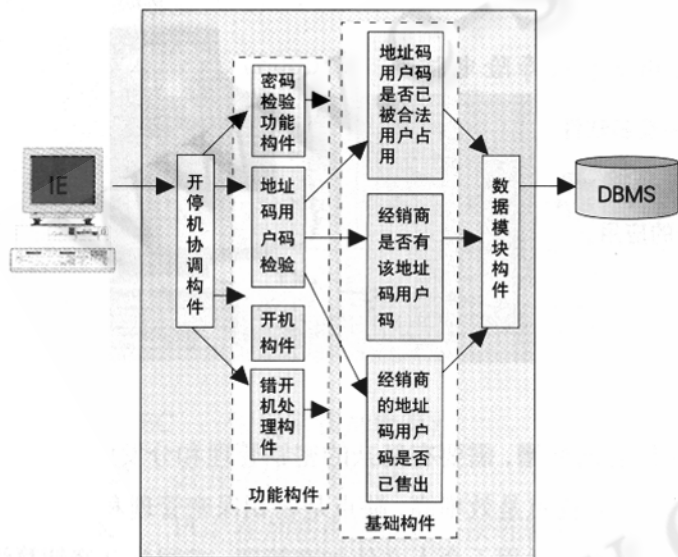 IE
开
停
机
协
调
构
件
密码
检验
功能
构件
地址
码用
户码
检验
开机
构件
错开
机处
理构
件
功能构件
地址码
用户码
是否已
被合法
用户占
用
经销商
是否有
该地址
码用户
码
经销商
的地址
码用户
码是否
已售出
基础构件
数
据
模
块
构
件
DBMS